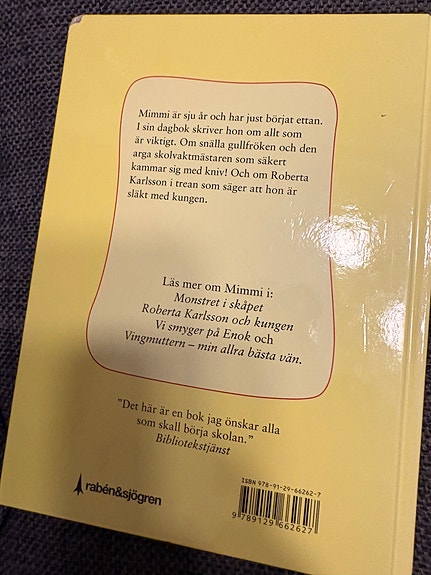 Mimmi är sju år och har just börjat ettan.
I sin dagbok skriver hon om allt som
är viktigt. Om snälla gullfröken och den
arga skolvaktmästaren som säkert
kammar sig med kniv! Och om Roberta
Karlsson i trean som säger att hon är
släkt med kungen.
Läs mer om Mimmi i:
Monstret i skåpet
Roberta Karlsson och kungen
Vi smyger på Enok och
Vingmuttern – min allra bästa vän.
”Det här är en bok jag önskar alla
som skall börja skolan.”
Bibliotekstjänst
rabén&sjögren
ISBN 978-91-29-66262-7
9 789129 662627